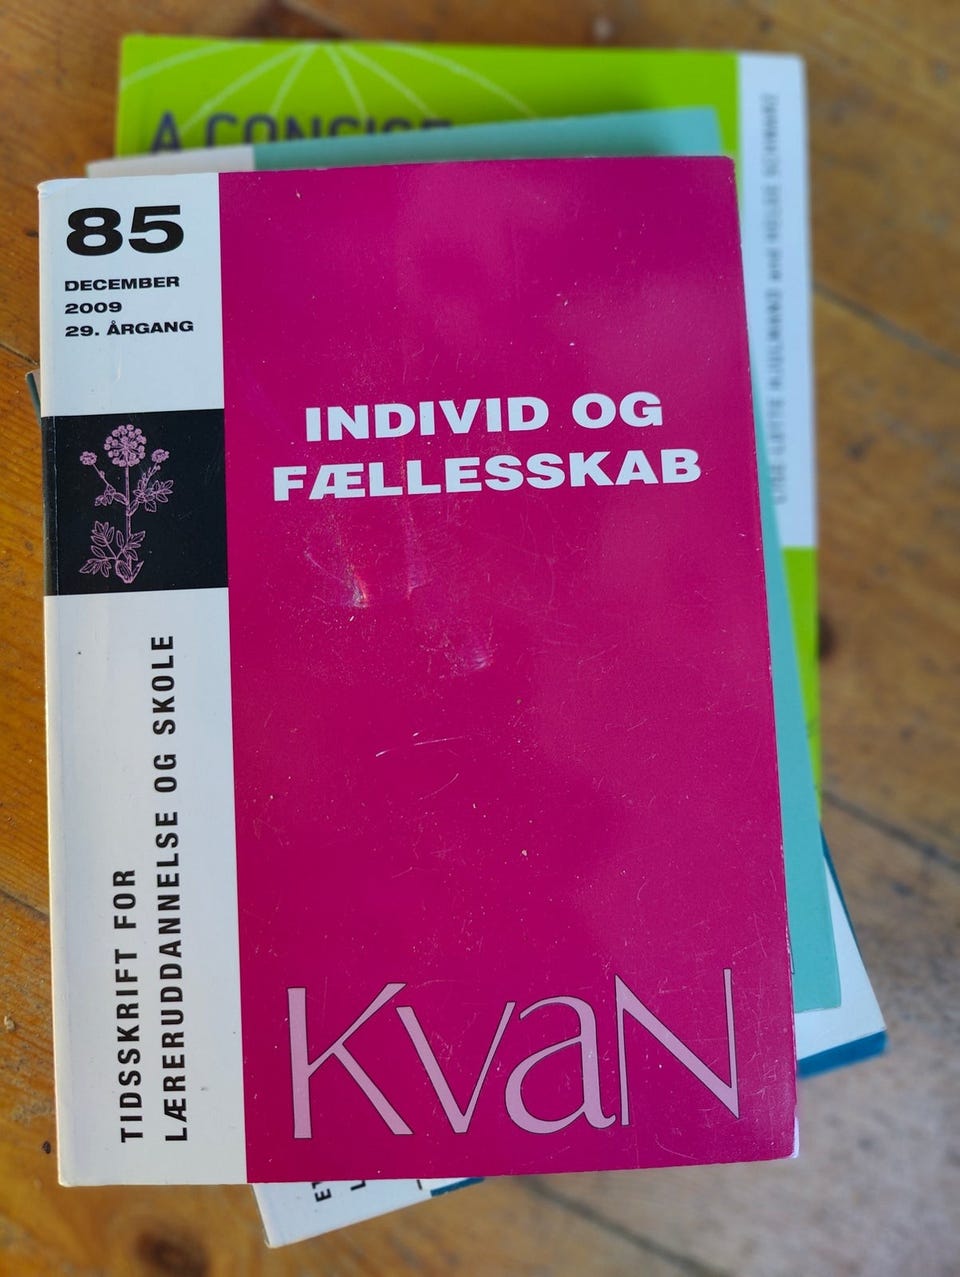 A CONCISE
85
DECEMBER
2009
29. ÅRGANG
INDIVID OG
FÆLLESSKAB
TIDSSKRIFT FOR
LÆRERUDDANNELSE OG SKOLE
KvaN